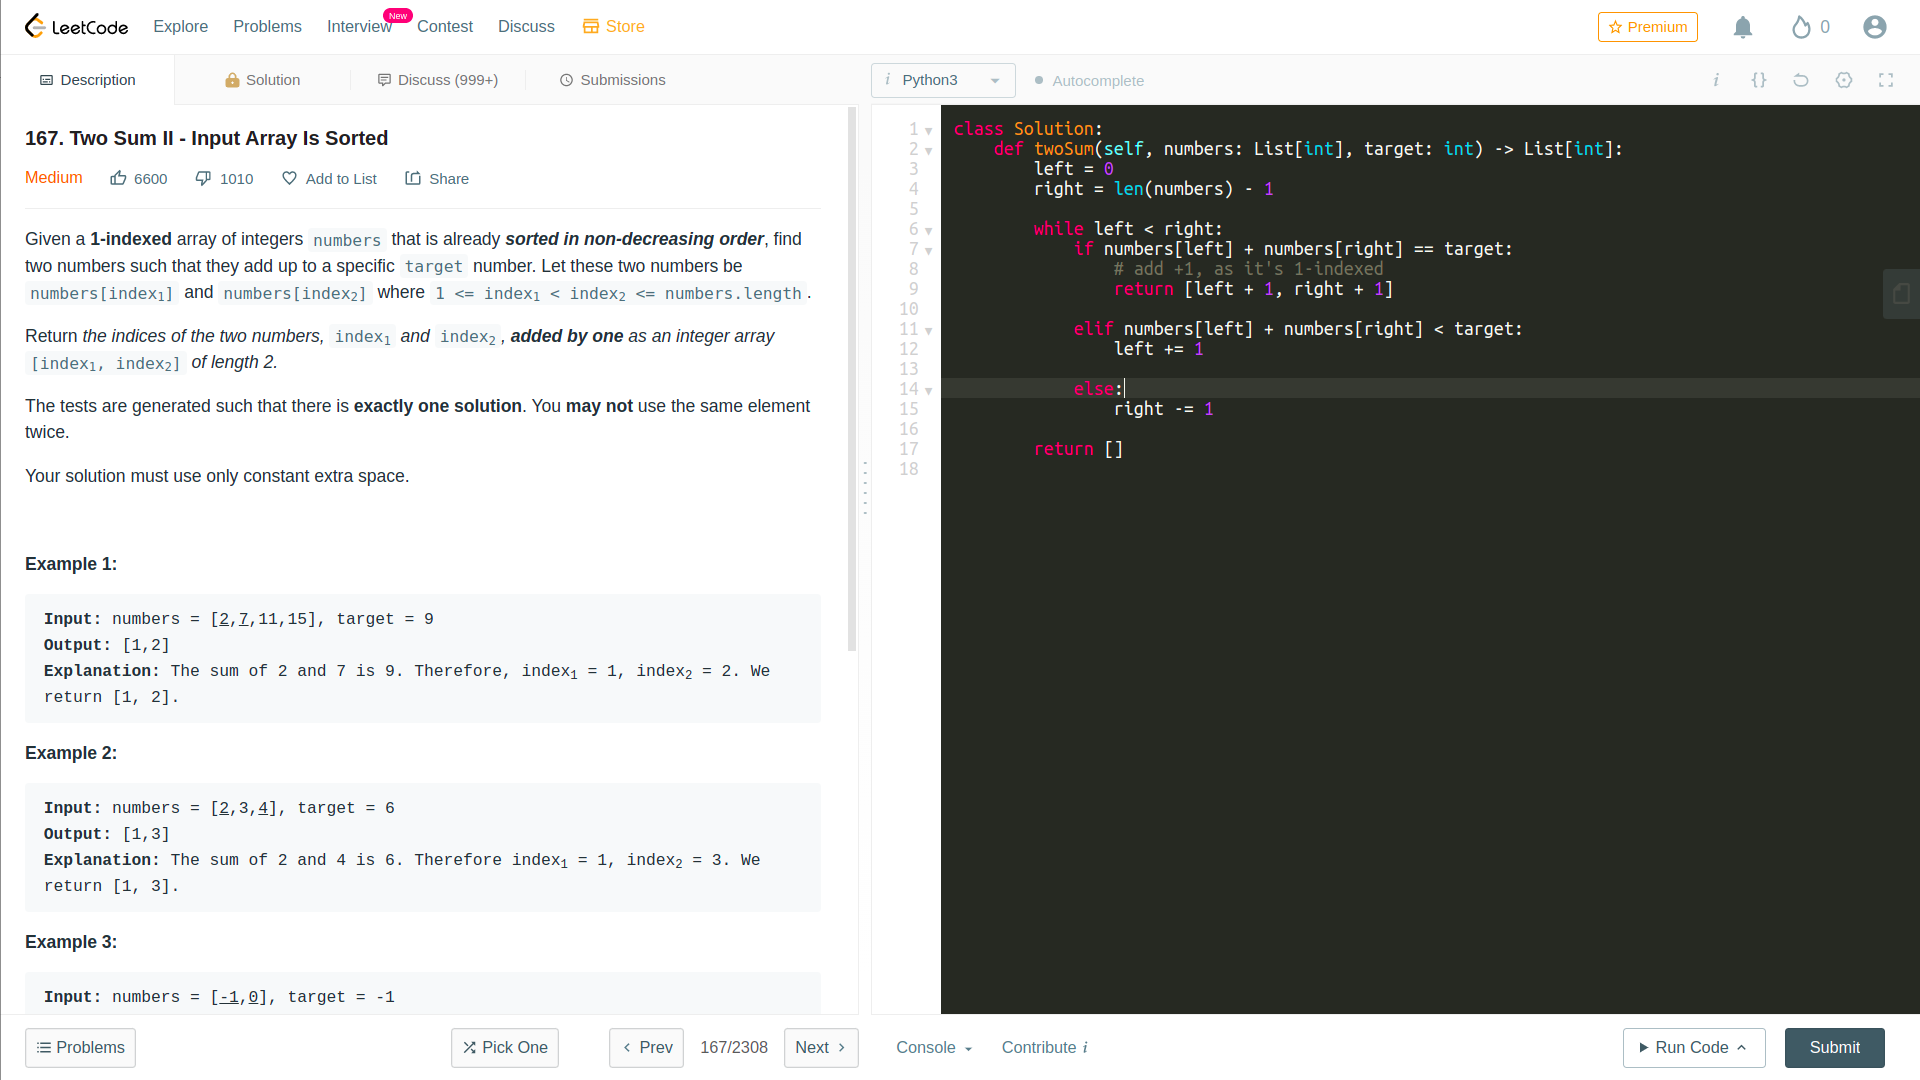 LeetCode Explore Problems Interview New Contest Discuss Store Premium 0
Description Solution Discuss (999+) Submissions i Python3 Autocomplete i {}
167. Two Sum II - Input Array Is Sorted
Medium 6600 1010 Add to List Share
Given a 1-indexed array of integers numbers that is already sorted in non-decreasing order, find
two numbers such that they add up to a specific target number. Let these two numbers be
numbers[index1] and numbers[index2] where 1 <= index1 < index2 <= numbers.length.
Return the indices of the two numbers, index1 and index2, added by one as an integer array
[index1, index2] of length 2.
The tests are generated such that there is exactly one solution. You may not use the same element
twice.
Your solution must use only constant extra space.
Example 1:
Input: numbers = [2,7,11,15], target = 9
Output: [1,2]
Explanation: The sum of 2 and 7 is 9. Therefore, index1 = 1, index2 = 2. We
return [1, 2].
Example 2:
Input: numbers = [2,3,4], target = 6
Output: [1,3]
Explanation: The sum of 2 and 4 is 6. Therefore index1 = 1, index2 = 3. We
return [1, 3].
Example 3:
Input: numbers = [-1,0], target = -1
1 class Solution:
2     def twoSum(self, numbers: List[int], target: int) -> List[int]:
3         left = 0
4         right = len(numbers) - 1
5
6         while left < right:
7             if numbers[left] + numbers[right] == target:
8                 # add +1, as it's 1-indexed
9                 return [left + 1, right + 1]
10
11             elif numbers[left] + numbers[right] < target:
12                 left += 1
13
14             else:
15                 right -= 1
16
17         return []
18
Problems Pick One Prev 167/2308 Next Console Contribute i Run Code Submit